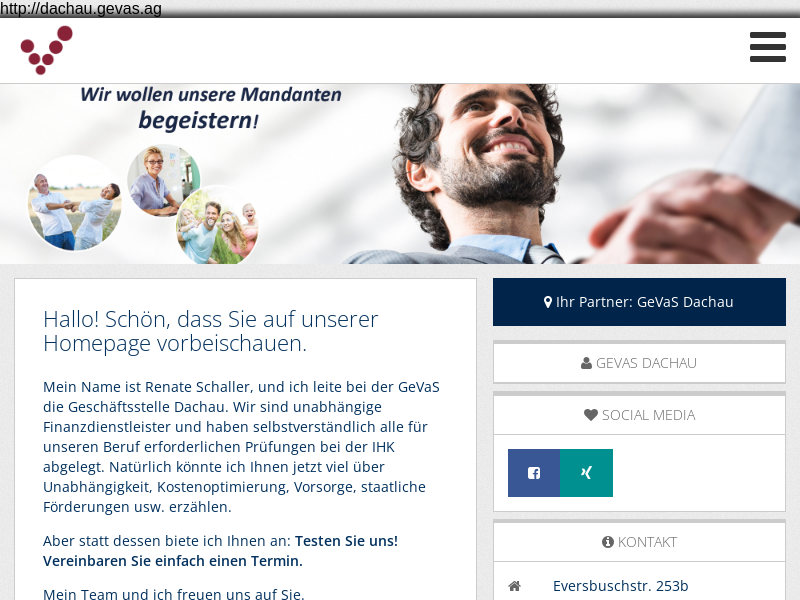 http://dachau.gevas.ag
Wir wollen unsere Mandanten
begeistern!
Hallo! Schön, dass Sie auf unserer
Homepage vorbeischauen.
Mein Name ist Renate Schaller, und ich leite bei der GeVaS
die Geschäftsstelle Dachau. Wir sind unabhängige
Finanzdienstleister und haben selbstverständlich alle für
unseren Beruf erforderlichen Prüfungen bei der IHK
abgelegt. Natürlich könnte ich Ihnen jetzt viel über
Unabhängigkeit, Kostenoptimierung, Vorsorge, staatliche
Förderungen usw. erzählen.
Aber statt dessen biete ich Ihnen an: Testen Sie uns!
Vereinbaren Sie einfach einen Termin.
Mein Team und ich freuen uns auf Sie.
Ihr Partner: GeVaS Dachau
GEVAS DACHAU
SOCIAL MEDIA
KONTAKT
Eversbuschstr. 253b